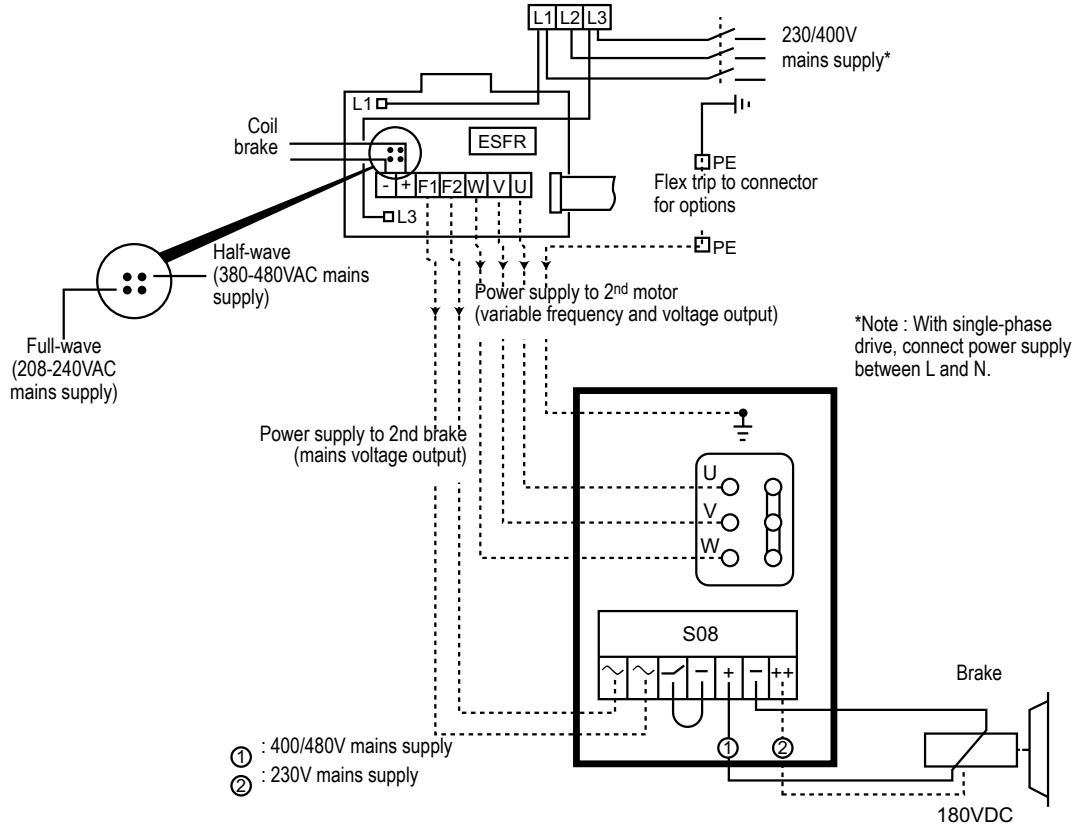 L1 L2 L3
230/400V
mains supply*
L1
Coil
brake
ESFR
- + F1 F2 W V U
L3
PE
Flex trip to connector
for options
PE
Half-wave
(380-480VAC mains
supply)
Full-wave
(208-240VAC
mains supply)
Power supply to 2nd motor
(variable frequency and voltage output)
*Note : With single-phase
drive, connect power supply
between L and N.
Power supply to 2nd brake
(mains voltage output)
U
V
W
S08
~ ~ − + − ++
Brake
① : 400/480V mains supply
② : 230V mains supply
① ②
180VDC